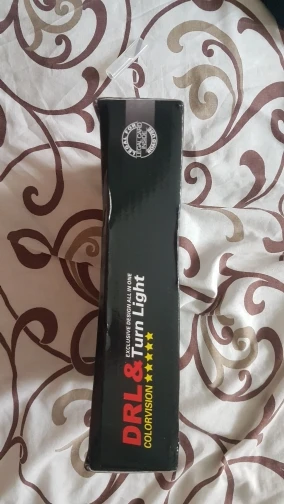 EXCLUSIVE DESIGN ALL IN ONE
DRL& Turn Light
COLORVISION ★★★★★